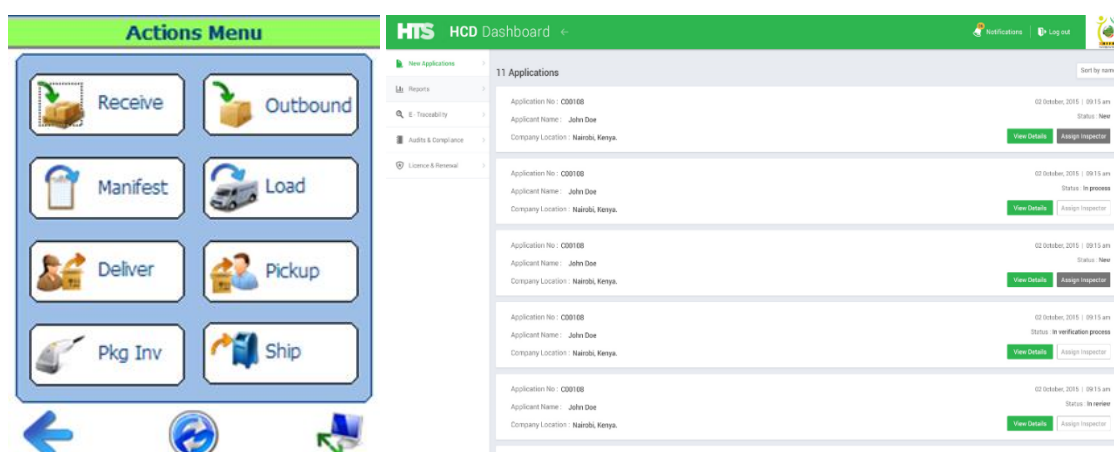 Actions Menu
Receive
Outbound
Manifest
Load
Deliver
Pickup
Pkg Inv
Ship
HTS HCD Dashboard
Notifications
Log out
New Applications
Reports
E-Traceability
Audits & Compliance
Licence & Renewal
11 Applications
Sort by name
Application No : C00108
02 October, 2015 | 09:15 am
Applicant Name : John Doe
Status : New
Company Location : Nairobi, Kenya.
View Details Assign Inspector
Application No : C00108
02 October, 2015 | 09:15 am
Applicant Name : John Doe
Status : In process
Company Location : Nairobi, Kenya.
View Details Assign Inspector
Application No : C00108
02 October, 2015 | 09:15 am
Applicant Name : John Doe
Status : New
Company Location : Nairobi, Kenya.
View Details Assign Inspector
Application No : C00108
02 October, 2015 | 09:15 am
Applicant Name : John Doe
Status : In verification process
Company Location : Nairobi, Kenya.
View Details Assign Inspector
Application No : C00108
02 October, 2015 | 09:15 am
Applicant Name : John Doe
Status : In review
Company Location : Nairobi, Kenya.
View Details Assign Inspector